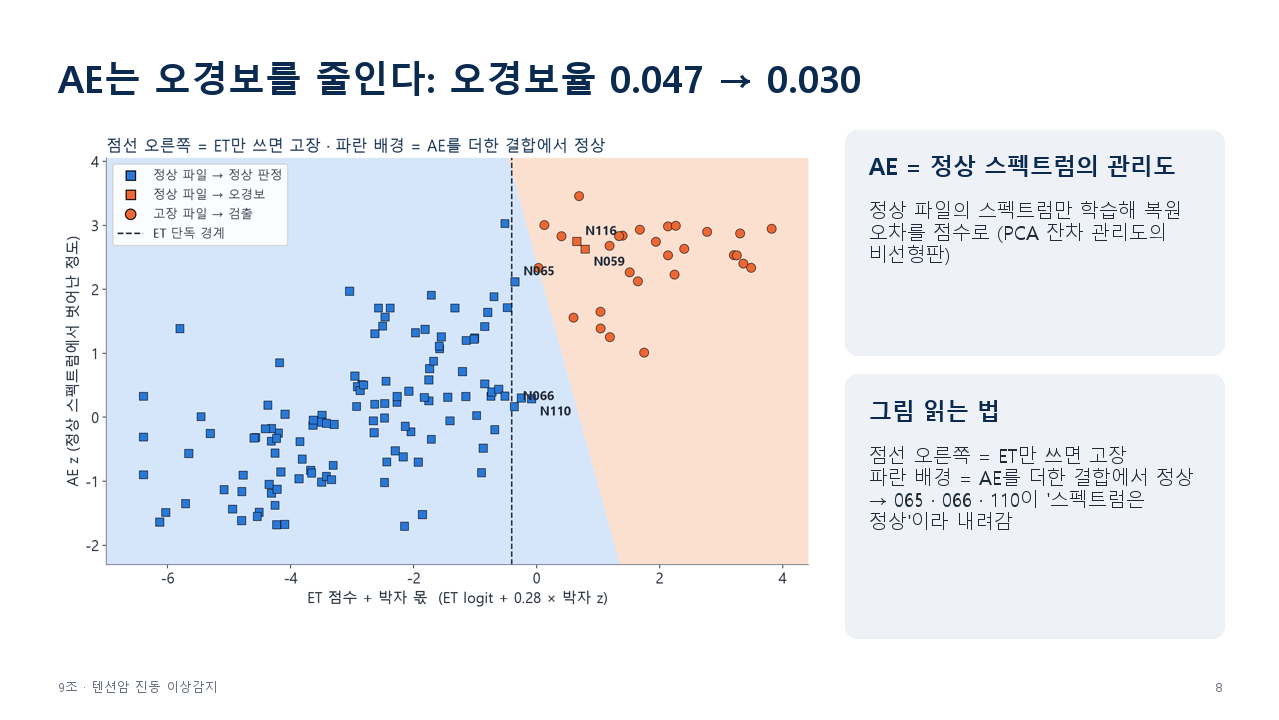 AE는 오경보를 줄인다: 오경보율 0.047 → 0.030
점선 오른쪽 = ET만 쓰면 고장 · 파란 배경 = AE를 더한 결합에서 정상
정상 파일 → 정상 판정
정상 파일 → 오경보
고장 파일 → 검출
ET 단독 경계
N116
N059
N065
N066
N110
4
3
2
1
0
-1
-2
AE z (정상 스펙트럼에서 벗어난 정도)
-6
-4
-2
0
2
4
ET 점수 + 박자 몫 (ET logit + 0.28 × 박자 z)
AE = 정상 스펙트럼의 관리도
정상 파일의 스펙트럼만 학습해 복원
오차를 점수로 (PCA 잔차 관리도의
비선형판)
그림 읽는 법
점선 오른쪽 = ET만 쓰면 고장
파란 배경 = AE를 더한 결합에서 정상
→ 065 · 066 · 110이 '스펙트럼은
정상'이라 내려감
9조 · 텐션암 진동 이상감지
8